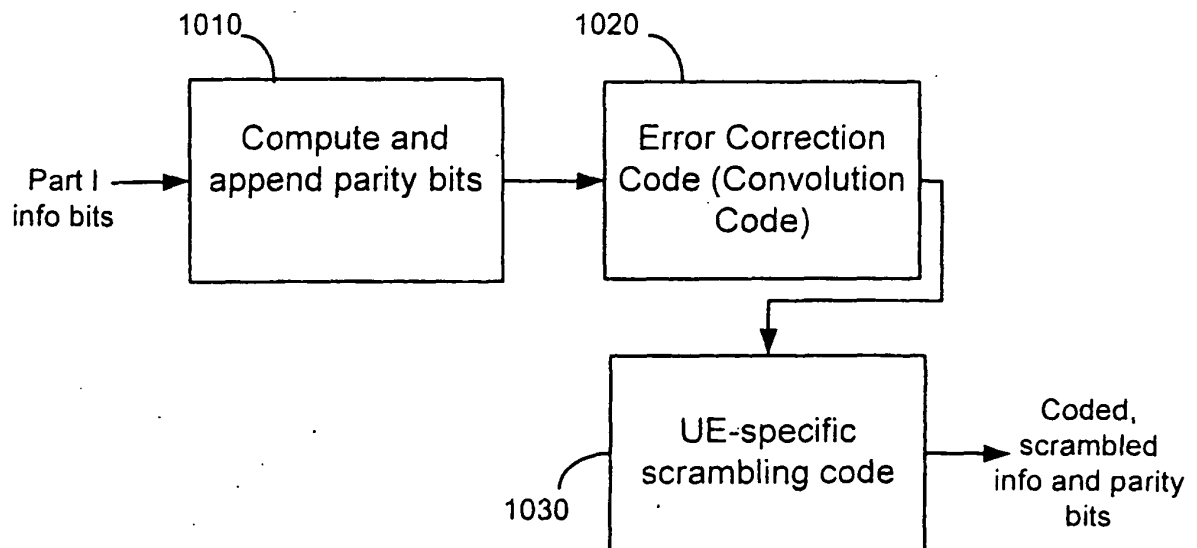 1010
1020
Part I
info bits
Compute and
append parity bits
Error Correction
Code (Convolution
Code)
UE-specific
scrambling code
1030
Coded,
scrambled
info and parity
bits